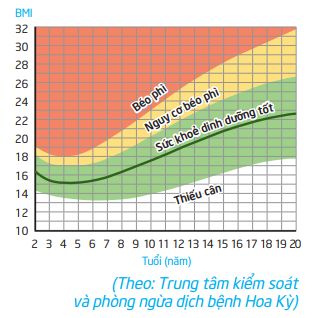 BMI
32
30
28
26
24
22
20
18
16
14
12
10
Béo phì
Nguy cơ béo phì
Sức khoẻ dinh dưỡng tốt
Thiếu cân
2 3 4 5 6 7 8 9 10 11 12 13 14 15 16 17 18 19 20
Tuổi (năm)
(Theo: Trung tâm kiểm soát
và phòng ngừa dịch bệnh Hoa Kỳ)